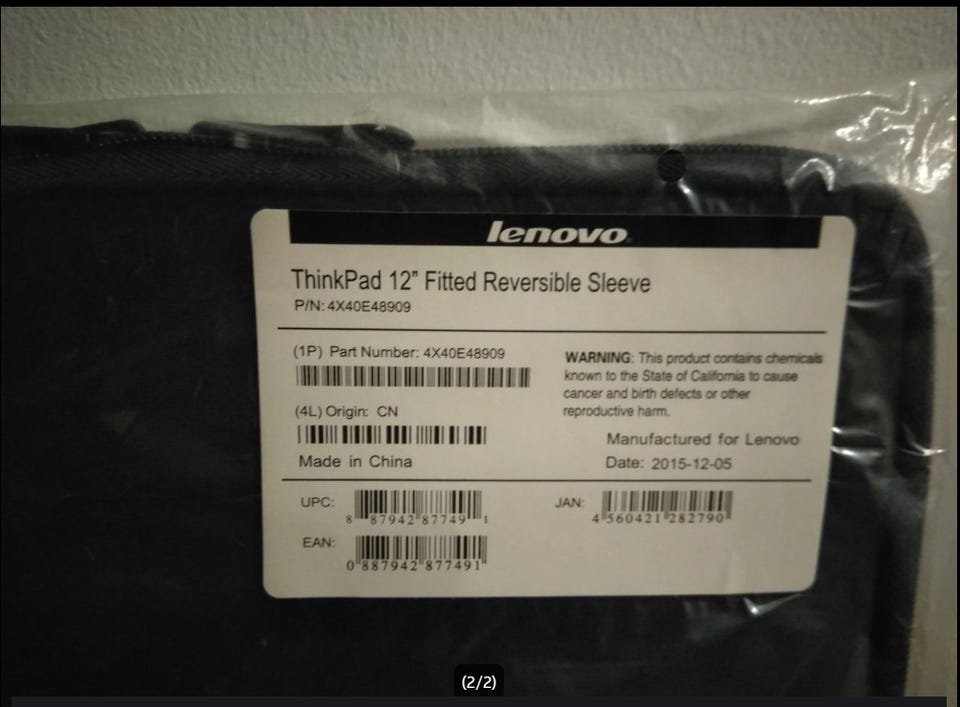 lenovo
ThinkPad 12” Fitted Reversible Sleeve
P/N: 4X40E48909
(1P) Part Number: 4X40E48909
WARNING: This product contains chemicals
known to the State of California to cause
cancer and birth defects or other
reproductive harm.
(4L) Origin: CN
Made in China
Manufactured for Lenovo
Date: 2015-12-05
UPC:
8 87942 87749 1
JAN:
4 560421 282790
EAN:
0 887942 877491
(2/2)